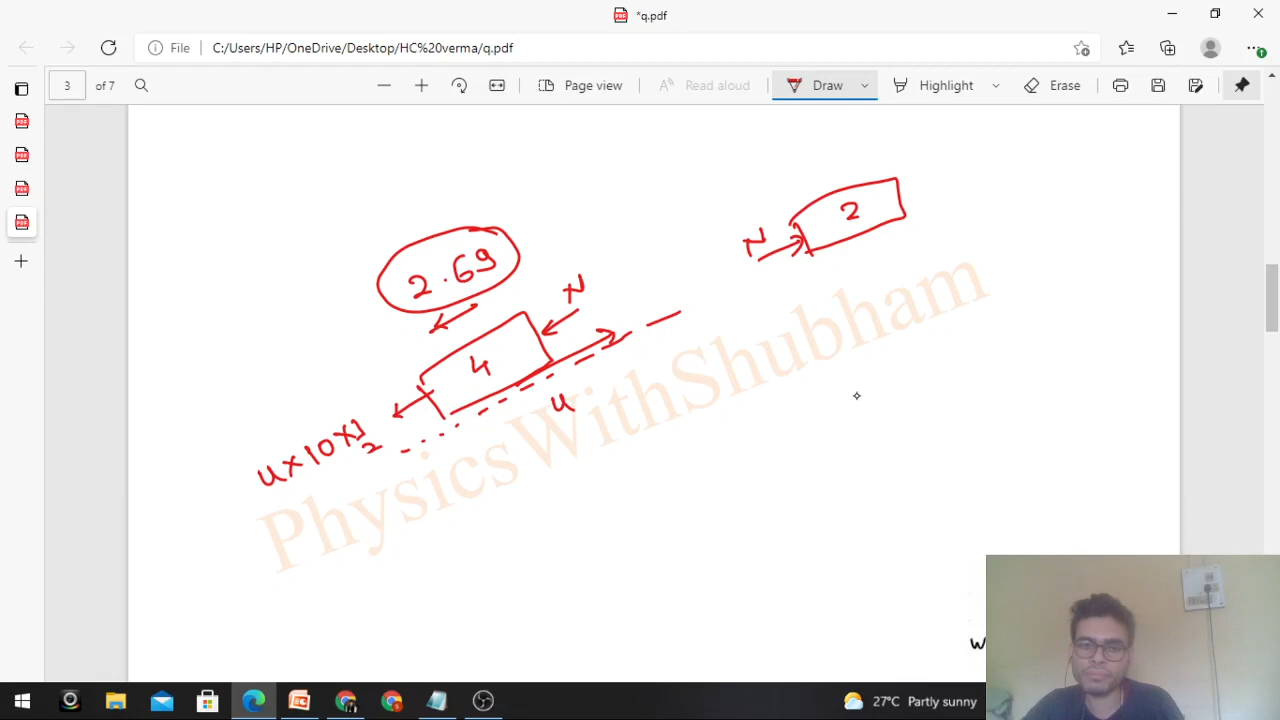 *q.pdf
File
C:/Users/HP/OneDrive/Desktop/HC%20verma/q.pdf
3 of 7
Page view
Read aloud
Draw
Highlight
Erase
2
N
2.69
N
4
u
u×10×1/2
PhysicsWithShubham
W
27°C Partly sunny